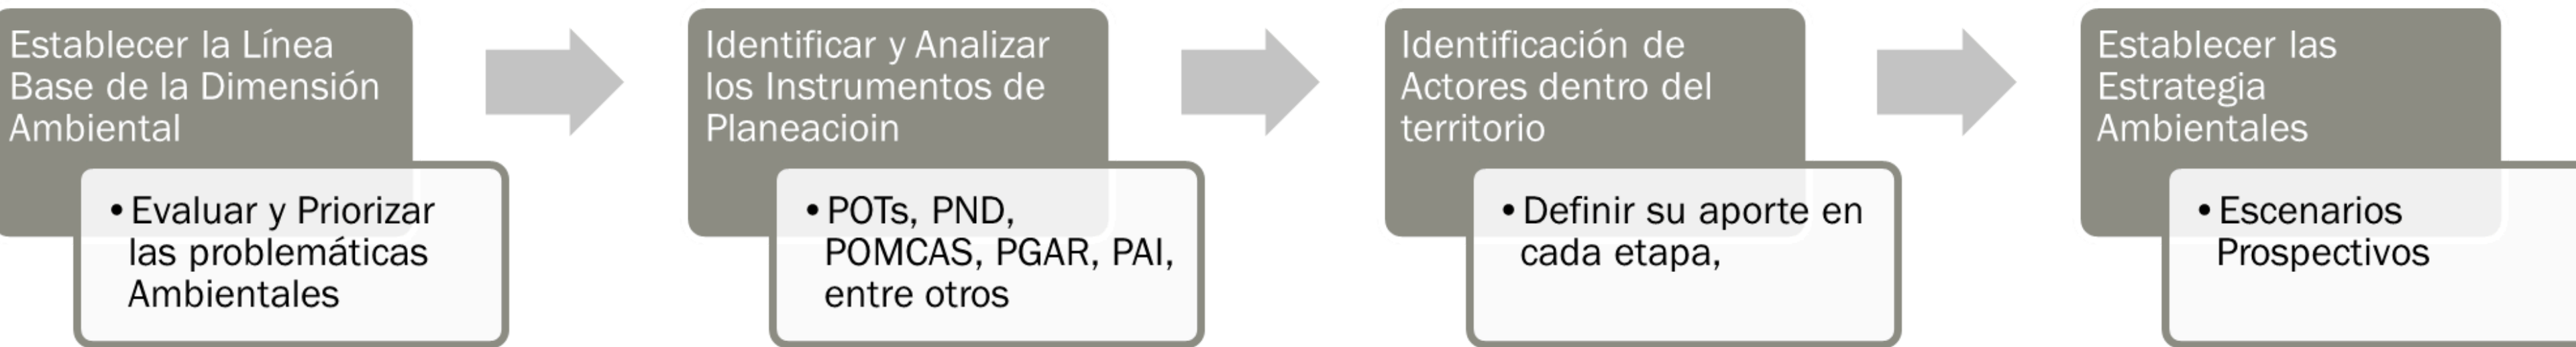 Establecer la Línea
Base de la Dimensión
Ambiental
• Evaluar y Priorizar
las problemáticas
Ambientales
Identificar y Analizar
los Instrumentos de
Planeacioin
• POTs, PND,
POMCAS, PGAR, PAI,
entre otros
Identificación de
Actores dentro del
territorio
• Definir su aporte en
cada etapa,
Establecer las
Estrategia
Ambientales
• Escenarios
Prospectivos